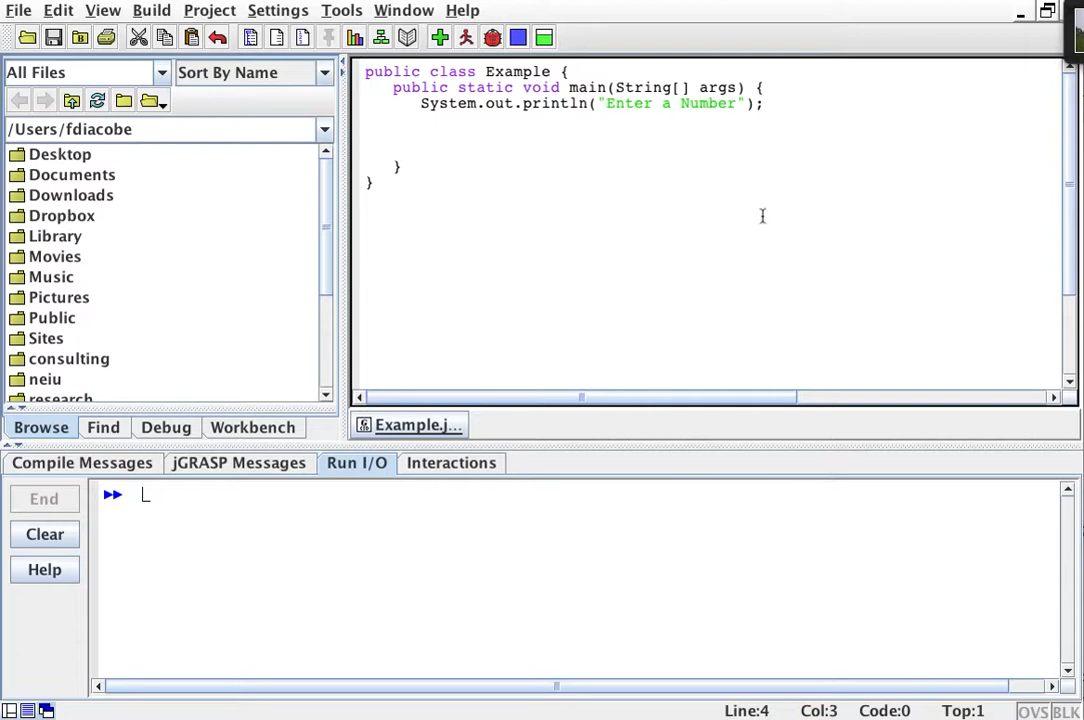 File Edit View Build Project Settings Tools Window Help
All Files Sort By Name
/Users/fdiacobe
Desktop
Documents
Downloads
Dropbox
Library
Movies
Music
Pictures
Public
Sites
consulting
neiu
research
Browse Find Debug Workbench
public class Example {
public static void main(String[] args) {
System.out.println("Enter a Number");
}
}
Example.j...
Compile Messages jGRASP Messages Run I/O Interactions
End
Clear
Help
Line:4 Col:3 Code:0 Top:1 OVS BLK